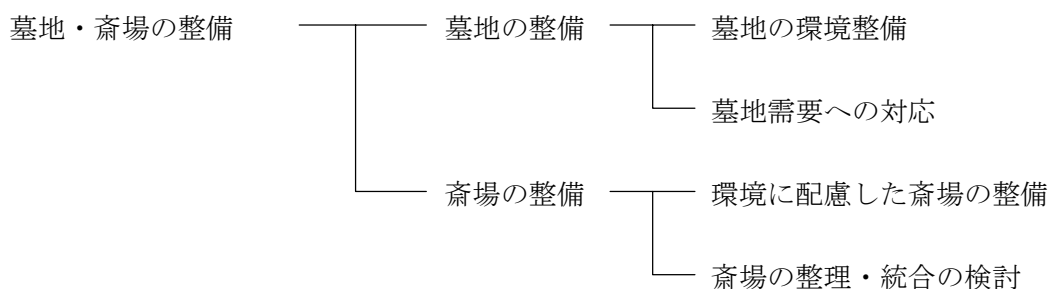 墓地・斎場の整備
墓地の整備
墓地の環境整備
墓地需要への対応
斎場の整備
環境に配慮した斎場の整備
斎場の整理・統合の検討